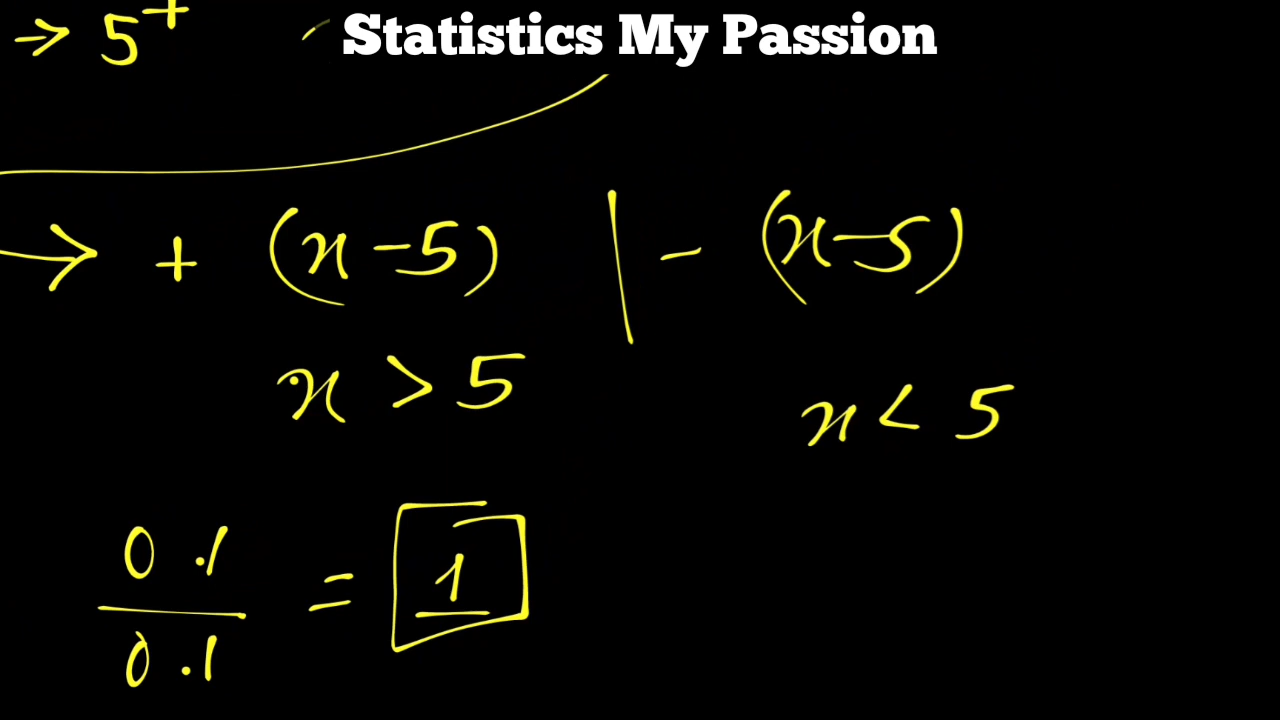 Statistics My Passion
→ 5⁺
→ + (x-5) | - (x-5)
x > 5
x < 5
0.1
0.1
= 1